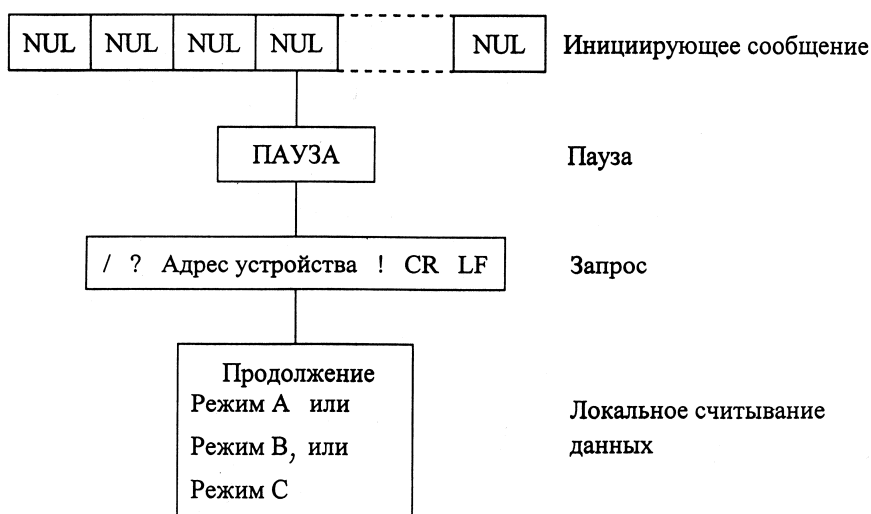 NUL NUL NUL NUL NUL Инициирующее сообщение
ПАУЗА Пауза
/ ? Адрес устройства ! CR LF Запрос
Продолжение
Режим A или
Режим B, или
Режим C
Локальное считывание
данных